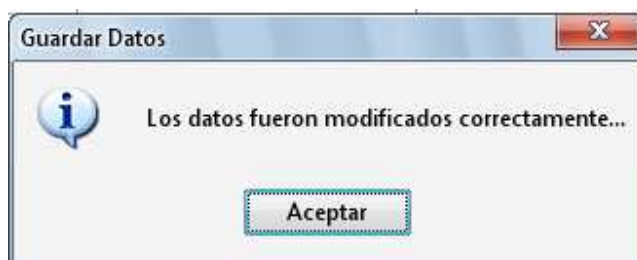 Guardar Datos
Los datos fueron modificados correctamente...
Aceptar